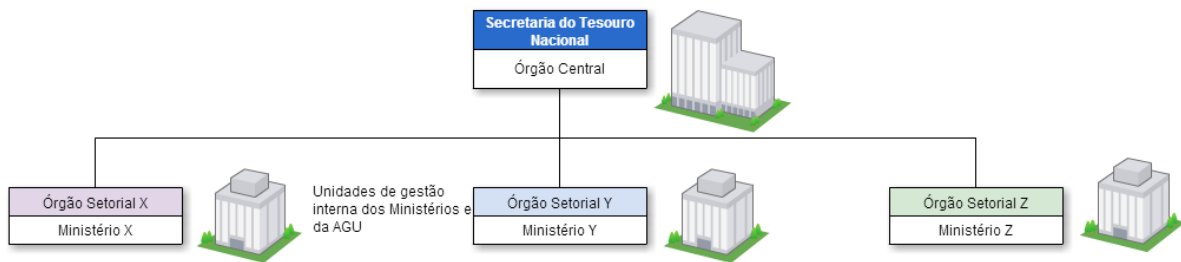 Secretaria do Tesouro
Nacional
Órgão Central
Órgão Setorial X
Ministério X
Unidades de gestão
interna dos Ministérios e
da AGU
Órgão Setorial Y
Ministério Y
Órgão Setorial Z
Ministério Z